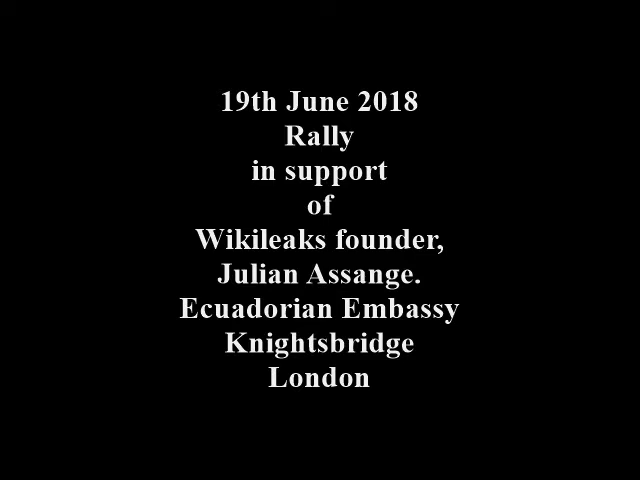 19th June 2018
Rally
in support
of
Wikileaks founder,
Julian Assange.
Ecuadorian Embassy
Knightsbridge
London